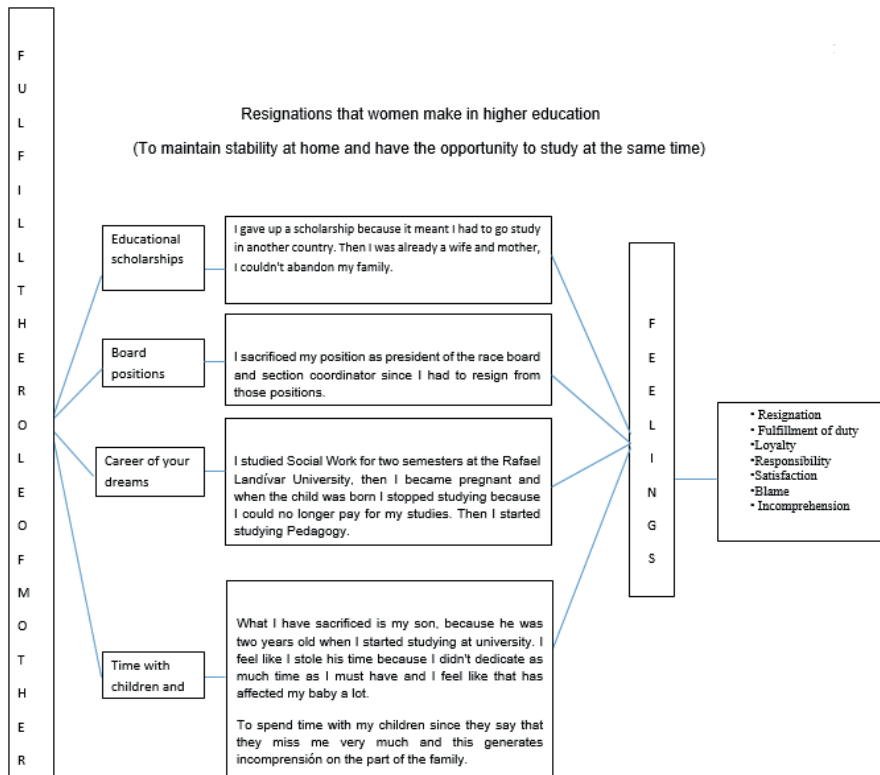 FULFILLTHEROLEOFMOTHER
Resignations that women make in higher education
(To maintain stability at home and have the opportunity to study at the same time)
Educational
scholarships
I gave up a scholarship because it meant I had to go study
in another country. Then I was already a wife and mother,
I couldn't abandon my family.
Board
positions
I sacrificed my position as president of the race board
and section coordinator since I had to resign from
those positions.
Career of your
dreams
I studied Social Work for two semesters at the Rafael
Landívar University, then I became pregnant and
when the child was born I stopped studying because
I could no longer pay for my studies. Then I started
studying Pedagogy.
Time with
children and
What I have sacrificed is my son, because he was
two years old when I started studying at university. I
feel like I stole his time because I didn't dedicate as
much time as I must have and I feel like that has
affected my baby a lot.
To spend time with my children since they say that
they miss me very much and this generates
incomprensión on the part of the family.
FEELINGS
• Resignation
• Fulfillment of duty
•Loyalty
•Responsibility
•Satisfaction
•Blame
• Incomprehension